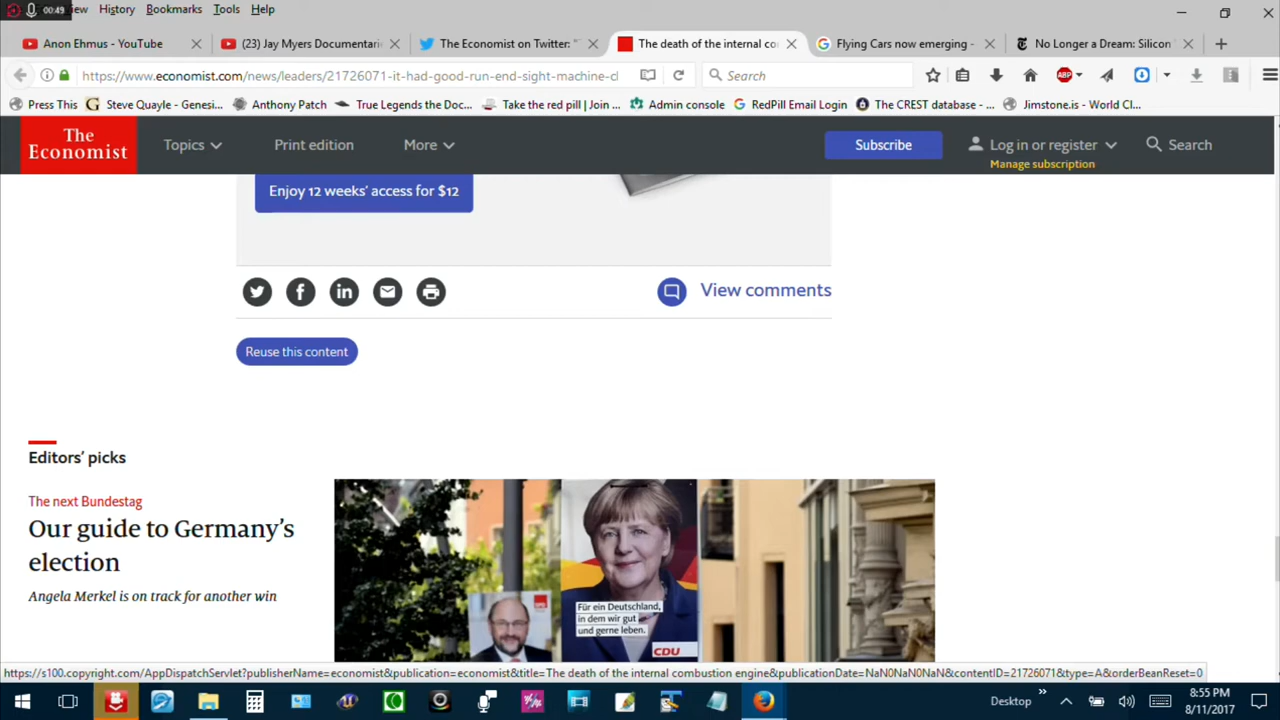 00:49
View History Bookmarks Tools Help
Anon Ehmus - YouTube
(23) Jay Myers Documentari
The Economist on Twitter: "
The death of the internal co
Flying Cars now emerging -
No Longer a Dream: Silicon
https://www.economist.com/news/leaders/21726071-it-had-good-run-end-sight-machine-cl
Search
ABP
Press This
Steve Quayle - Genesi...
Anthony Patch
True Legends the Doc...
Take the red pill | Join ...
Admin console
RedPill Email Login
The CREST database - ...
Jimstone.is - World Cl...
The
Economist
Topics
Print edition
More
Subscribe
Log in or register
Manage subscription
Search
Enjoy 12 weeks' access for $12
View comments
Reuse this content
Editors' picks
The next Bundestag
Our guide to Germany's
election
Angela Merkel is on track for another win
Für ein Deutschland,
in dem wir gut
und gerne leben.
CDU
https://s100.copyright.com/AppDispatchServlet?publisherName=economist&publication=economist&title=The death of the internal combustion engine&publicationDate=NaN0NaN0NaN&contentID=21726071&type=A&orderBeanReset=0
Desktop
8:55 PM
8/11/2017